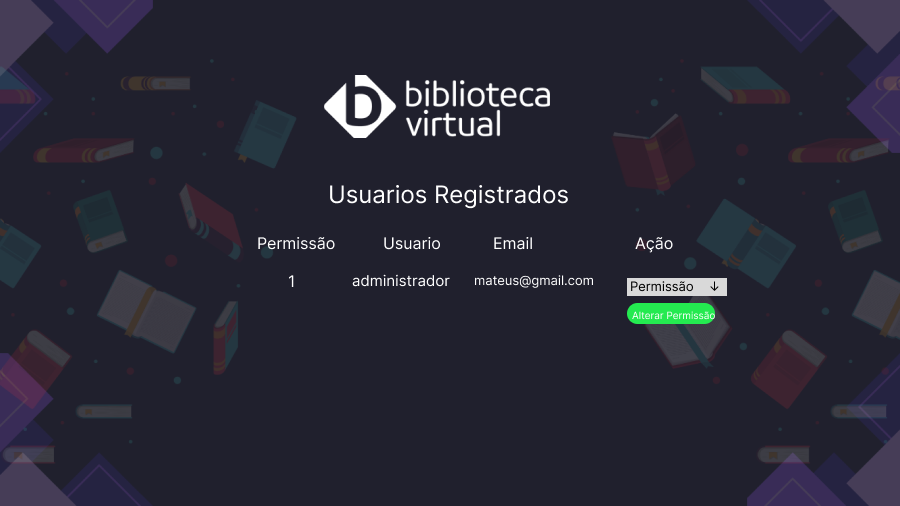 biblioteca
virtual
Usuarios Registrados
Permissão Usuario Email Ação
1 administrador mateus@gmail.com Permissão ↓
Alterar Permissão